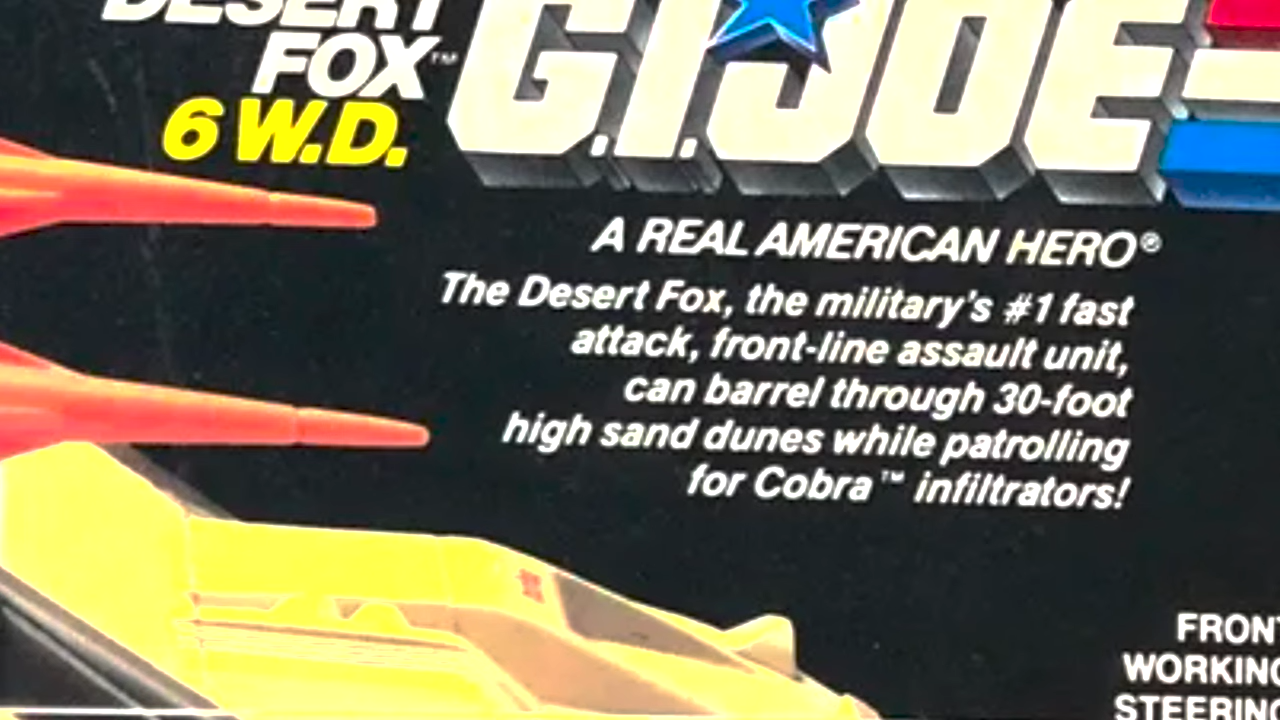 DESERT
FOX™
6 W.D.
G.I. JOE
A REAL AMERICAN HERO®
The Desert Fox, the military's #1 fast
attack, front-line assault unit,
can barrel through 30-foot
high sand dunes while patrolling
for Cobra™ infiltrators!
FRONT
WORKING
STEERING